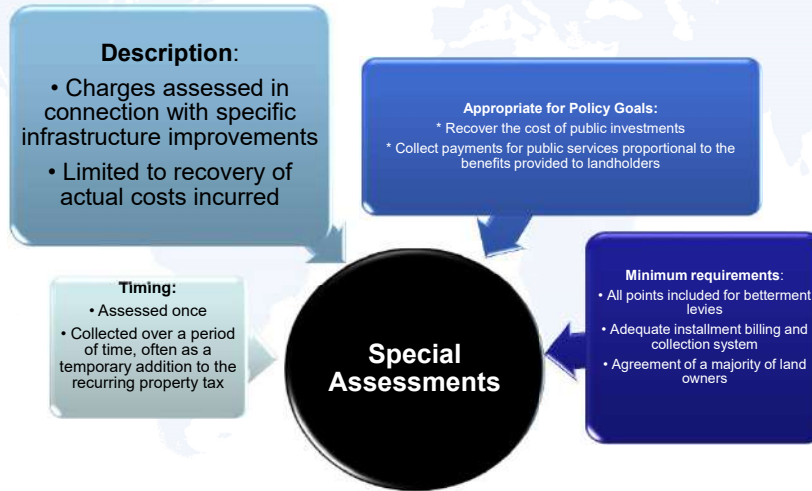 Description:
• Charges assessed in
connection with specific
infrastructure improvements
• Limited to recovery of
actual costs incurred
Appropriate for Policy Goals:
* Recover the cost of public investments
* Collect payments for public services proportional to the
benefits provided to landholders
Timing:
• Assessed once
• Collected over a period
of time, often as a
temporary addition to the
recurring property tax
Special
Assessments
Minimum requirements:
• All points included for betterment
levies
• Adequate installment billing and
collection system
• Agreement of a majority of land
owners